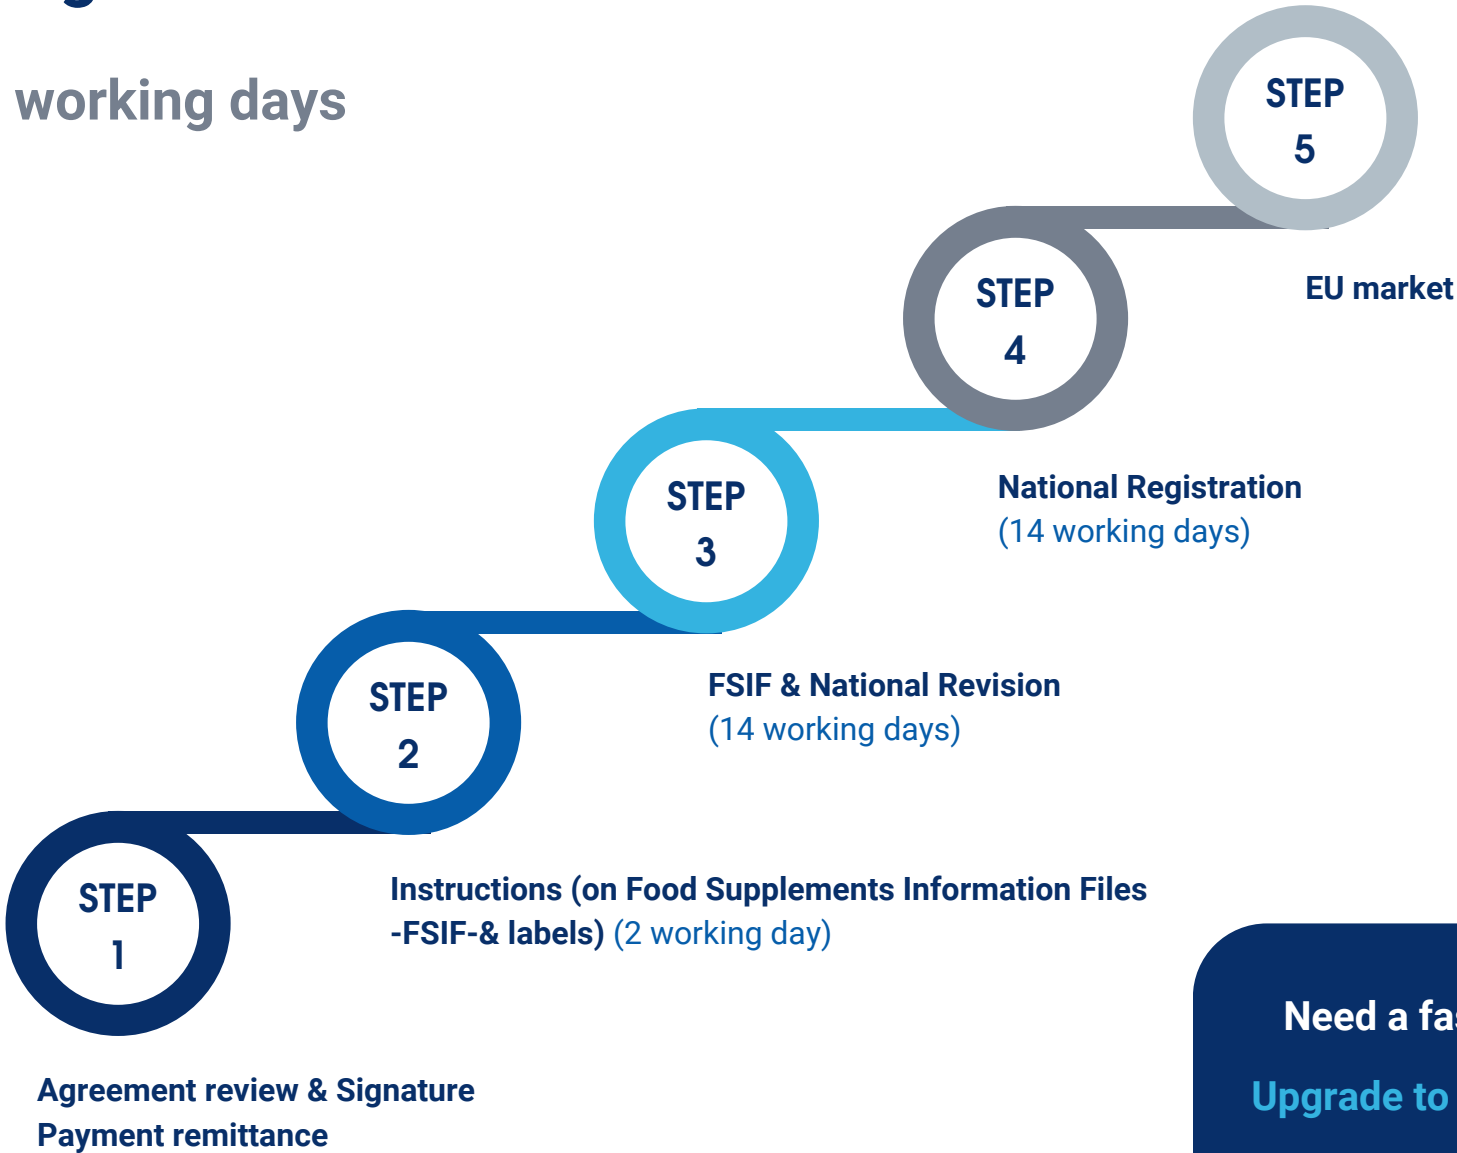 working days
STEP
5
EU market
STEP
4
National Registration
(14 working days)
STEP
3
FSIF & National Revision
(14 working days)
STEP
2
Instructions (on Food Supplements Information Files
-FSIF-& labels) (2 working day)
STEP
1
Agreement review & Signature
Payment remittance
Need a
Upgrade to